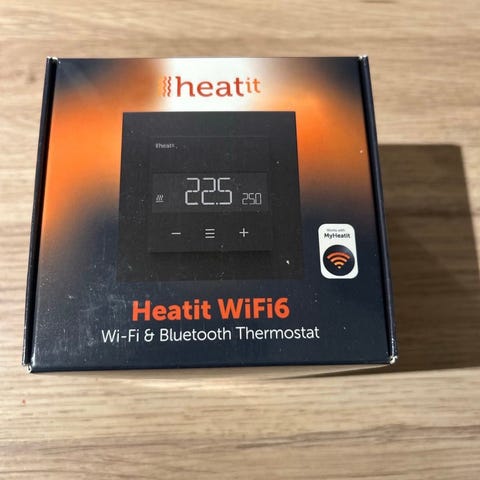 heatit
heatit
22.5
25.0
Works with
MyHeatit
Heatit WiFi6
Wi-Fi & Bluetooth Thermostat